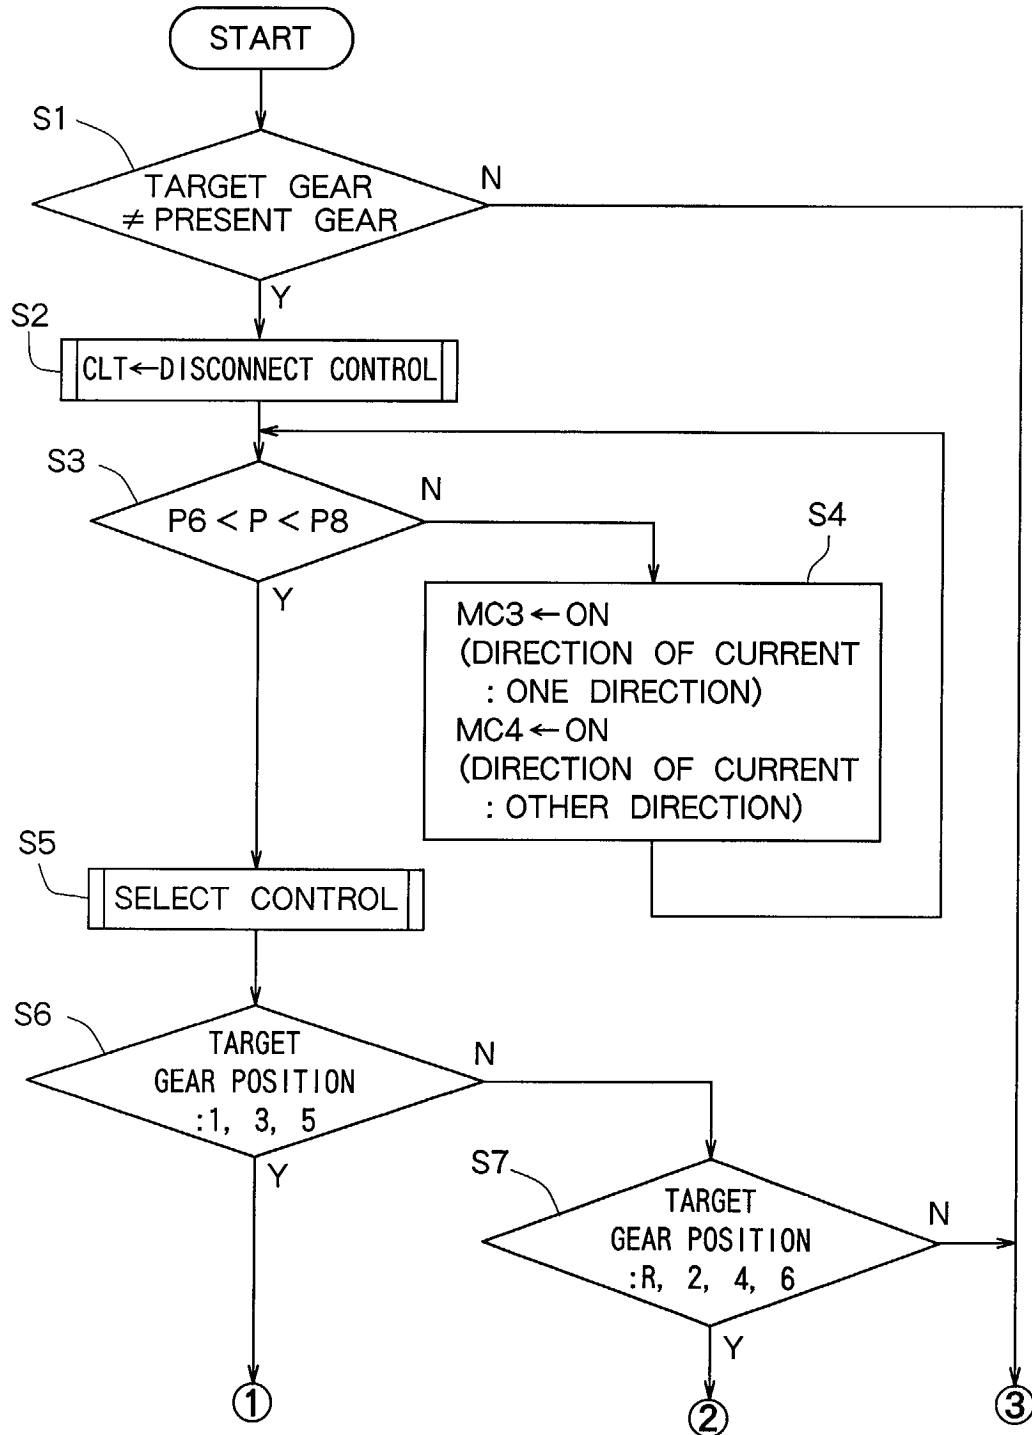 START
S1
TARGET GEAR
≠ PRESENT GEAR
N
Y
S2
CLT←DISCONNECT CONTROL
S3
P6 < P < P8
N
Y
S4
MC3←ON
(DIRECTION OF CURRENT
: ONE DIRECTION)
MC4←ON
(DIRECTION OF CURRENT
: OTHER DIRECTION)
S5
SELECT CONTROL
S6
TARGET
GEAR POSITION
:1, 3, 5
N
Y
S7
TARGET
GEAR POSITION
:R, 2, 4, 6
N
Y
①
②
③